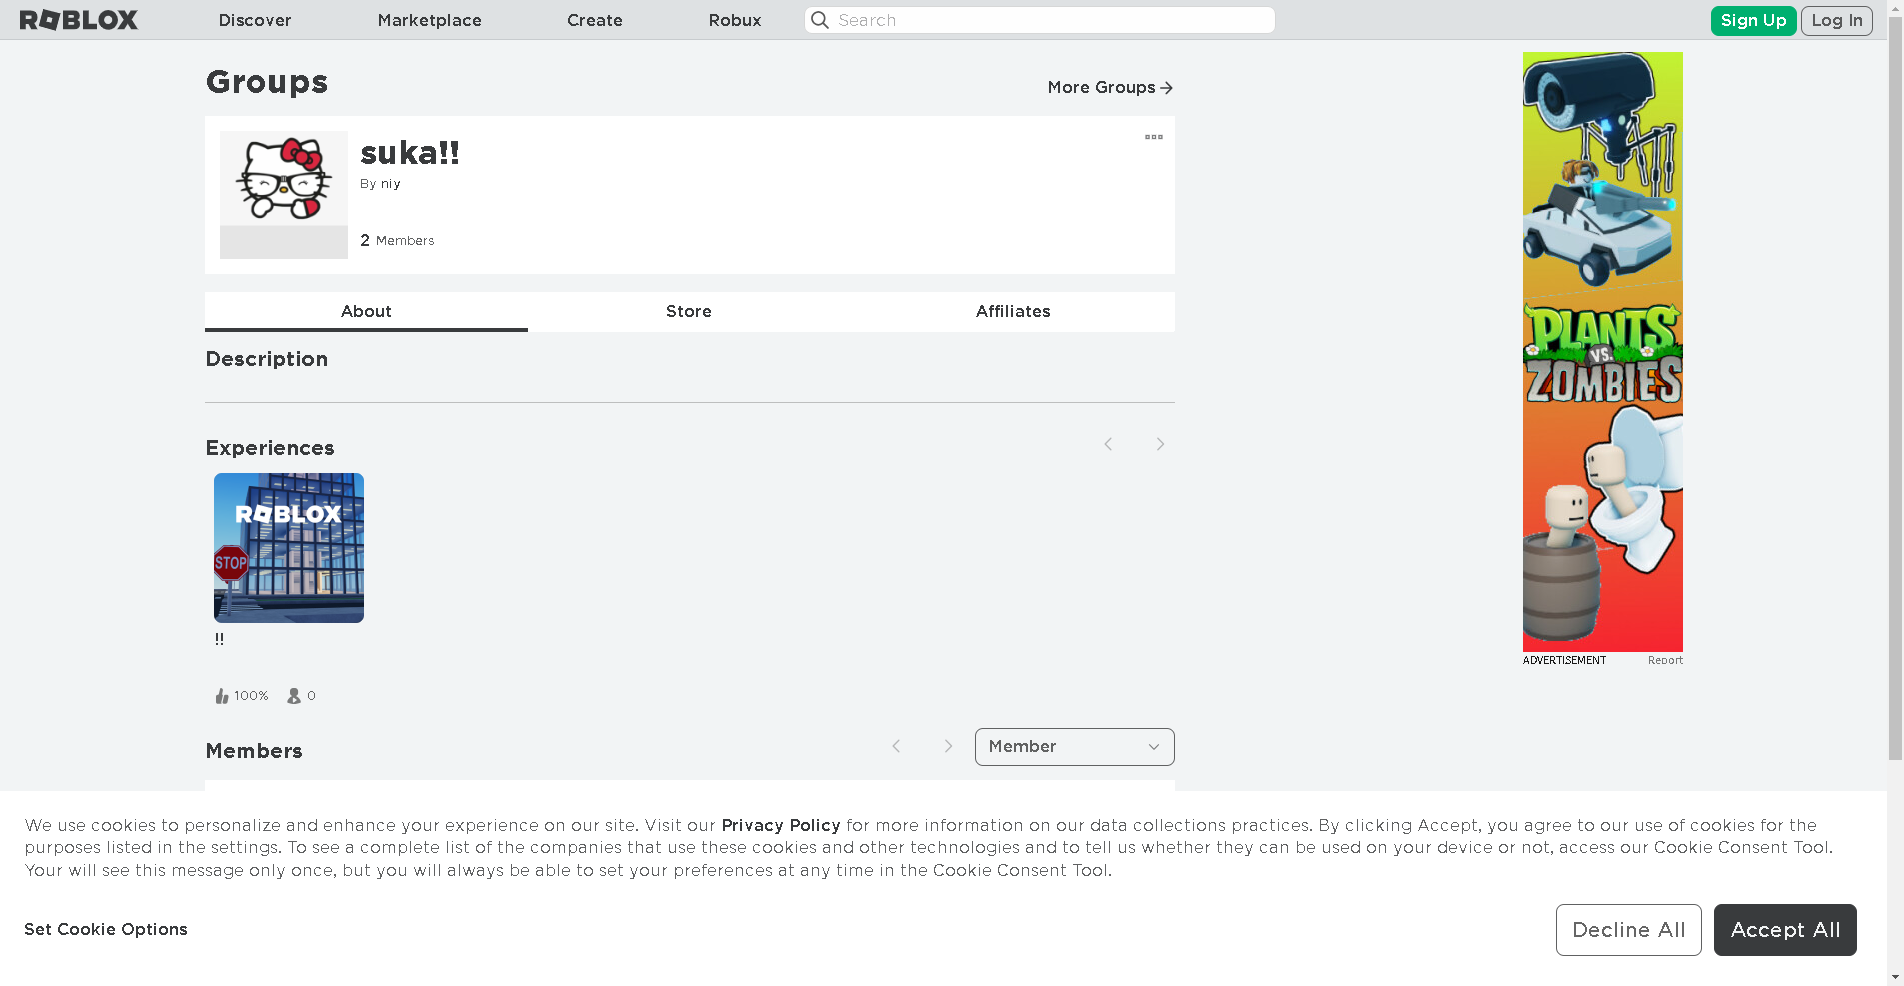 ROBLOX
Discover
Marketplace
Create
Robux
Search
Sign Up
Log In
Groups
More Groups
suka!!
By niy
2 Members
About
Store
Affiliates
Description
Experiences
ROBLOX
STOP
!!
100%
0
Members
Member
PLANTS
VS.
ZOMBIES
ADVERTISEMENT
Report
We use cookies to personalize and enhance your experience on our site. Visit our Privacy Policy for more information on our data collections practices. By clicking Accept, you agree to our use of cookies for the
purposes listed in the settings. To see a complete list of the companies that use these cookies and other technologies and to tell us whether they can be used on your device or not, access our Cookie Consent Tool.
Your will see this message only once, but you will always be able to set your preferences at any time in the Cookie Consent Tool.
Set Cookie Options
Decline All
Accept All